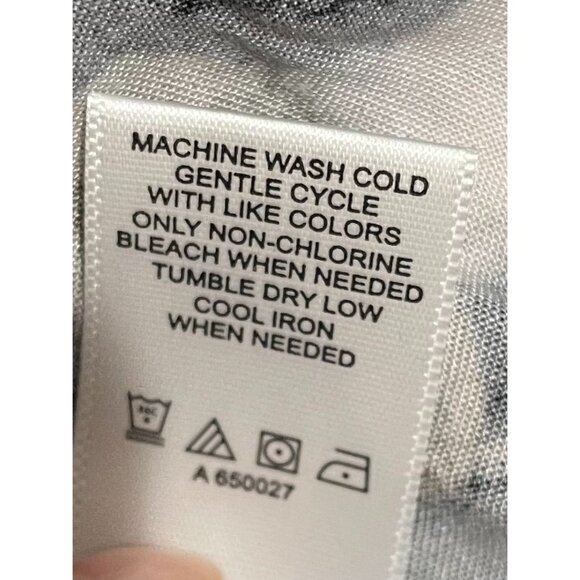 MACHINE WASH COLD
GENTLE CYCLE
WITH LIKE COLORS
ONLY NON-CHLORINE
BLEACH WHEN NEEDED
TUMBLE DRY LOW
COOL IRON
WHEN NEEDED
A 650027